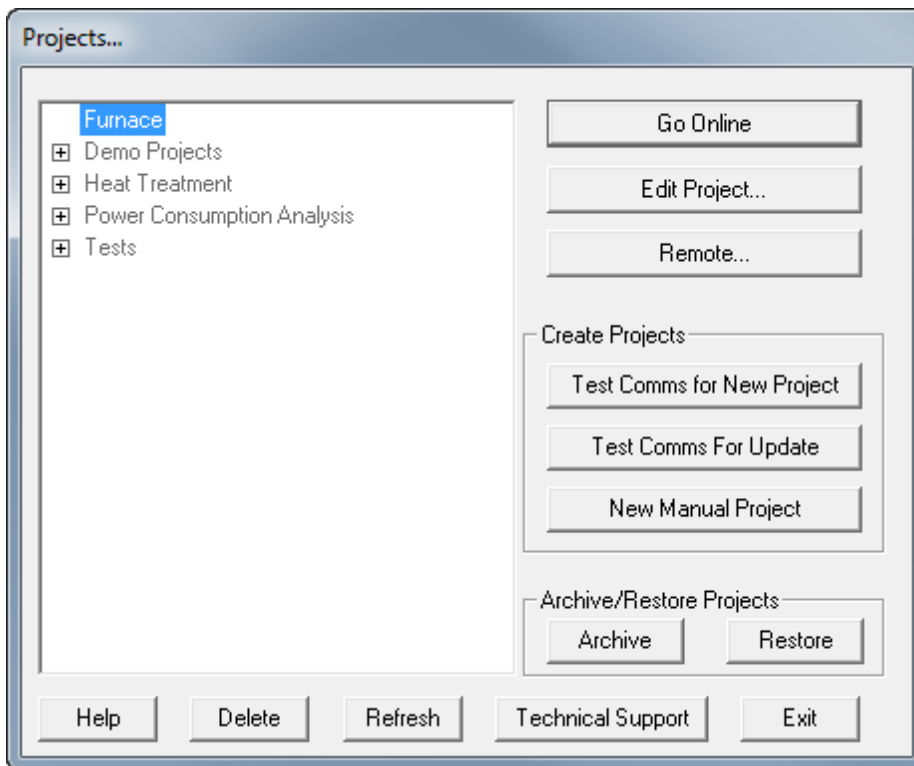 Projects...
Furnace
Demo Projects
Heat Treatment
Power Consumption Analysis
Tests
Go Online
Edit Project...
Remote...
Create Projects
Test Comms for New Project
Test Comms For Update
New Manual Project
Archive/Restore Projects
Archive Restore
Help Delete Refresh Technical Support Exit